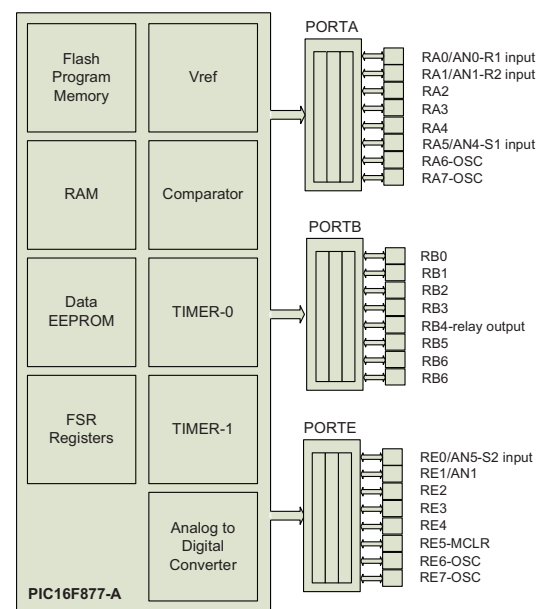 Flash
Program
Memory
Vref
RAM
Comparator
Data
EEPROM
TIMER-0
FSR
Registers
TIMER-1
Analog to
Digital
Converter
PIC16F877-A
PORTA
RA0/AN0-R1 input
RA1/AN1-R2 input
RA2
RA3
RA4
RA5/AN4-S1 input
RA6-OSC
RA7-OSC
PORTB
RB0
RB1
RB2
RB3
RB4-relay output
RB5
RB6
RB6
PORTE
RE0/AN5-S2 input
RE1/AN1
RE2
RE3
RE4
RE5-MCLR
RE6-OSC
RE7-OSC